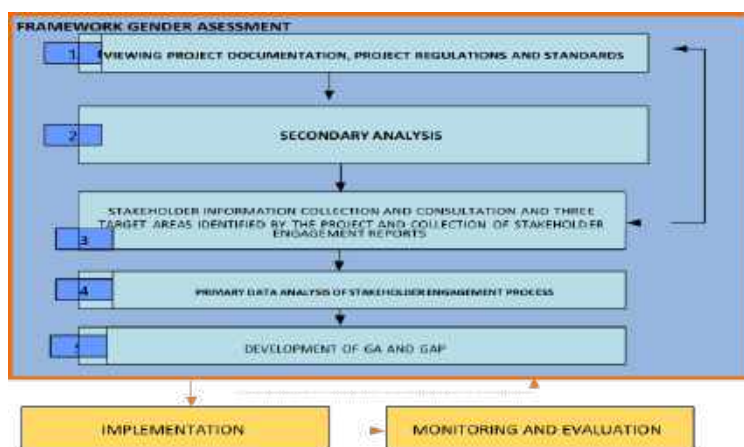 FRAMEWORK GENDER ASESSMENT
1 VIEWING PROJECT DOCUMENTATION, PROJECT REGULATIONS AND STANDARDS
2 SECONDARY ANALYSIS
STAKEHOLDER INFORMATION COLLECTION AND CONSULTATION AND THREE
TARGET AREAS IDENTIFIED BY THE PROJECT AND COLLECTION OF STAKEHOLDER
3 ENGAGEMENT REPORTS
4 PRIMARY DATA ANALYSIS OF STAKEHOLDER ENGAGEMENT PROCESS
5 DEVELOPMENT OF GA AND GAP
IMPLEMENTATION
MONITORING AND EVALUATION